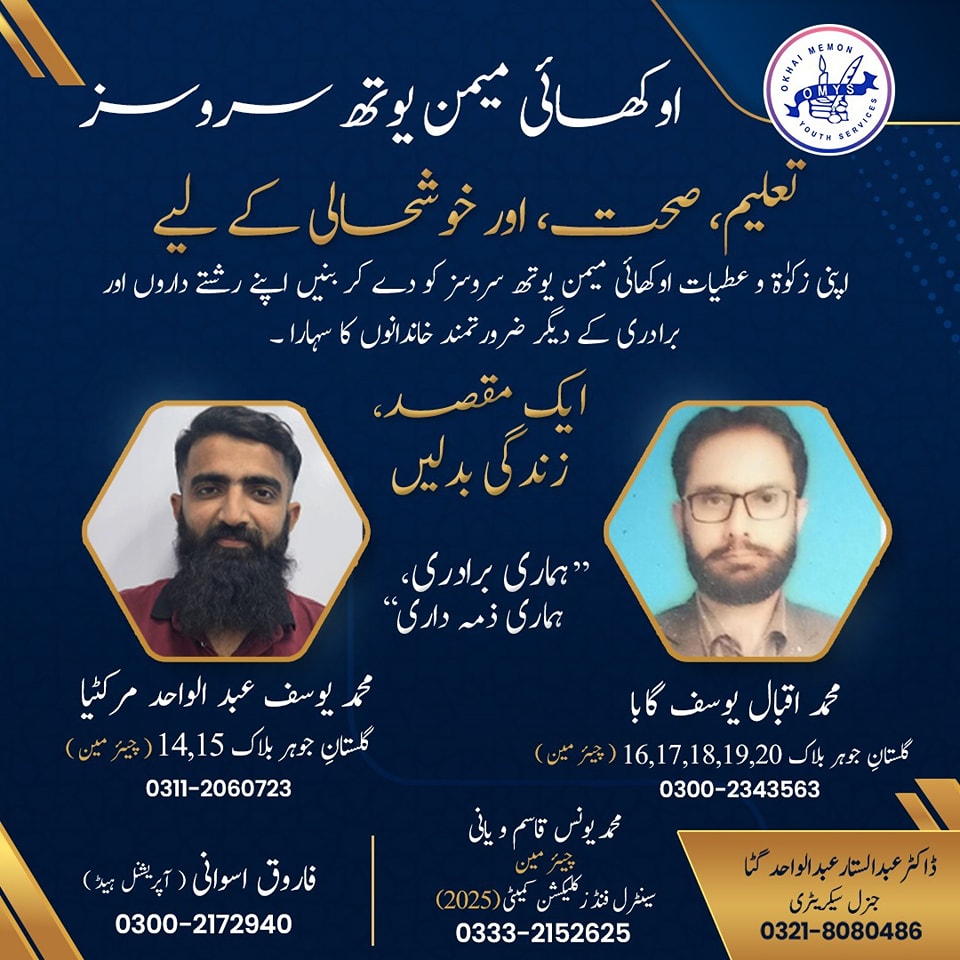 OKHAI MEMON
OMYS
YOUTH SERVICES
اوکھائی میمن یوتھ سروسز
تعلیم، صحت، اور خوشحالی کے لیے
اپنی زکوٰۃ و عطیات اوکھائی میمن یوتھ سروسز کو دے کر بنیں اپنے رشتے داروں اور
برادری کے دیگر ضرورتمند خاندانوں کا سہارا ۔
ایک مقصد،
زندگی بدلیں
”ہماری برادری،
ہماری ذمہ داری“
محمد اقبال یوسف گابا
گلستانِ جوہر بلاک 16,17,18,19,20 (چیئر مین)
0300-2343563
محمد یوسف عبد الواحد مرکٹیا
گلستانِ جوہر بلاک 14,15 (چیئر مین)
0311-2060723
ڈاکٹر عبدالستار عبدالواحد گٹا
جنرل سیکریٹری
0321-8080486
محمد یونس قاسم ویانی
چیئر مین
سینٹرل فنڈز کلیکشن کمیٹی (2025)
0333-2152625
فاروق اسوانی (آپریشنل ہیڈ)
0300-2172940